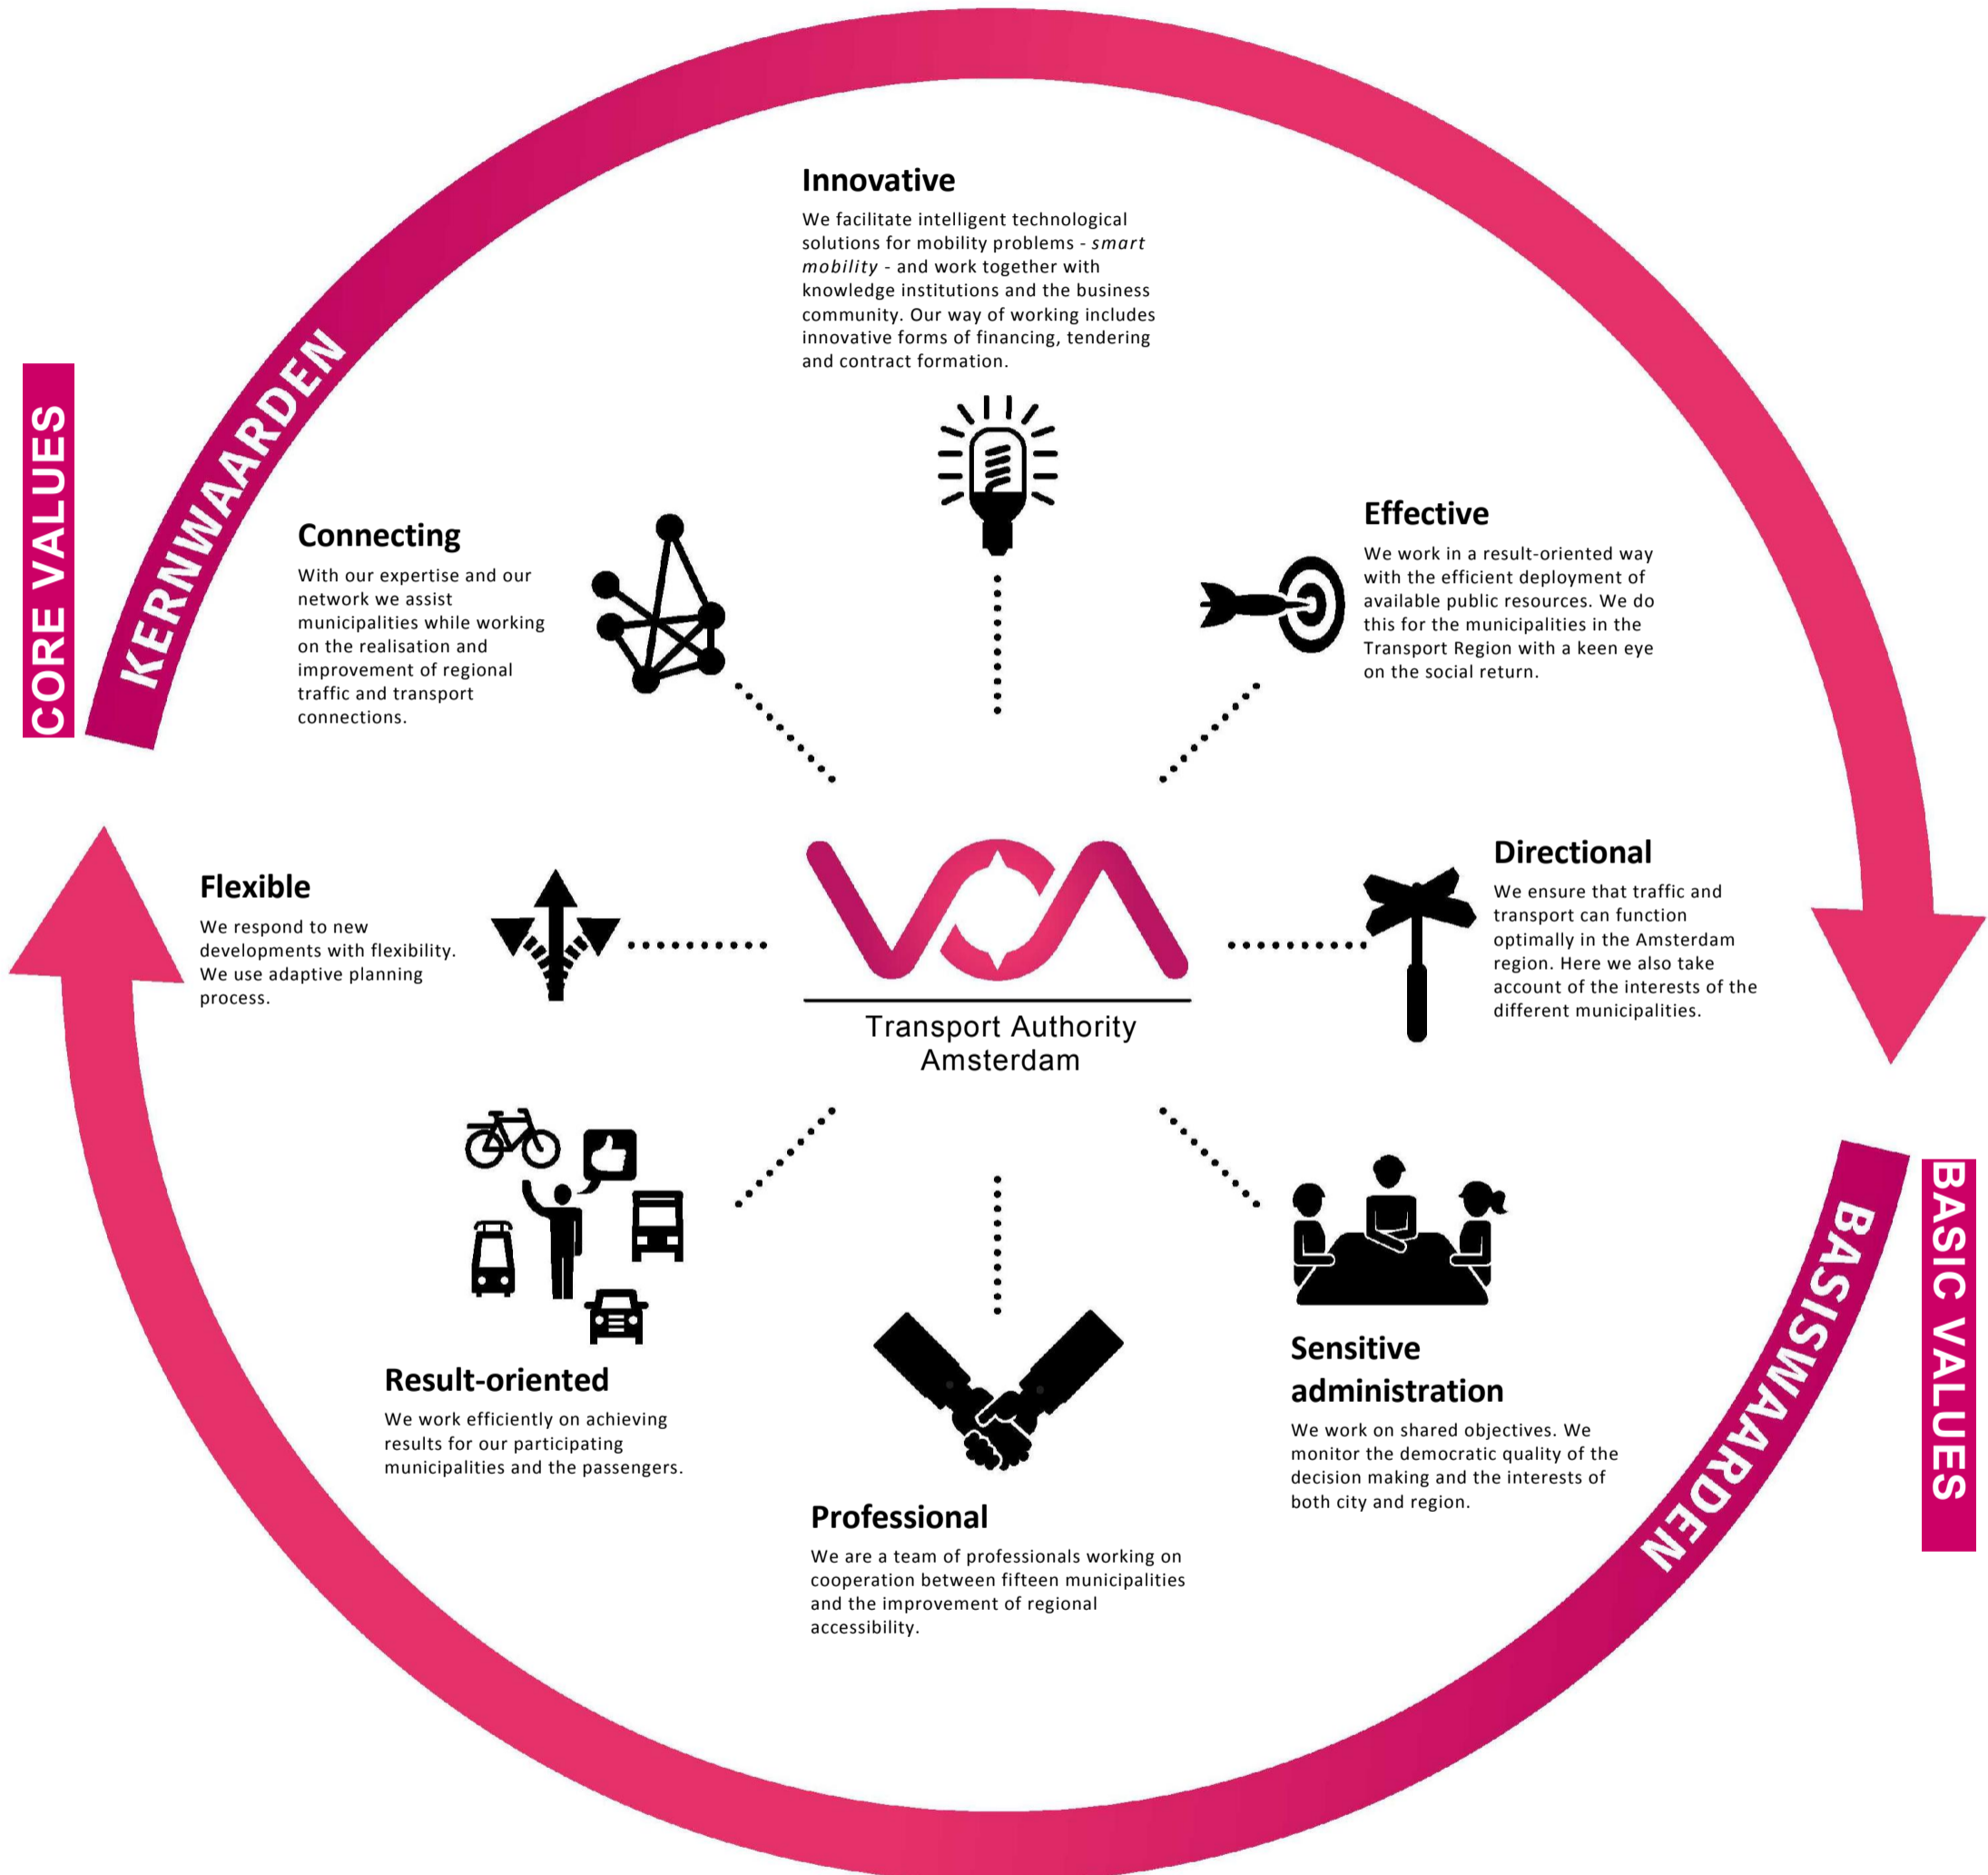 CORE VALUES
KERNWAARDEN
Innovative
We facilitate intelligent technological
solutions for mobility problems - smart
mobility - and work together with
knowledge institutions and the business
community. Our way of working includes
innovative forms of financing, tendering
and contract formation.
Connecting
With our expertise and our
network we assist
municipalities while working
on the realisation and
improvement of regional
traffic and transport
connections.
Effective
We work in a result-oriented way
with the efficient deployment of
available public resources. We do
this for the municipalities in the
Transport Region with a keen eye
on the social return.
Flexible
We respond to new
developments with flexibility.
We use adaptive planning
process.
Transport Authority
Amsterdam
Directional
We ensure that traffic and
transport can function
optimally in the Amsterdam
region. Here we also take
account of the interests of the
different municipalities.
Result-oriented
We work efficiently on achieving
results for our participating
municipalities and the passengers.
Professional
We are a team of professionals working on
cooperation between fifteen municipalities
and the improvement of regional
accessibility.
Sensitive
administration
We work on shared objectives. We
monitor the democratic quality of the
decision making and the interests of
both city and region.
BASISWAARDEN
BASIC VALUES